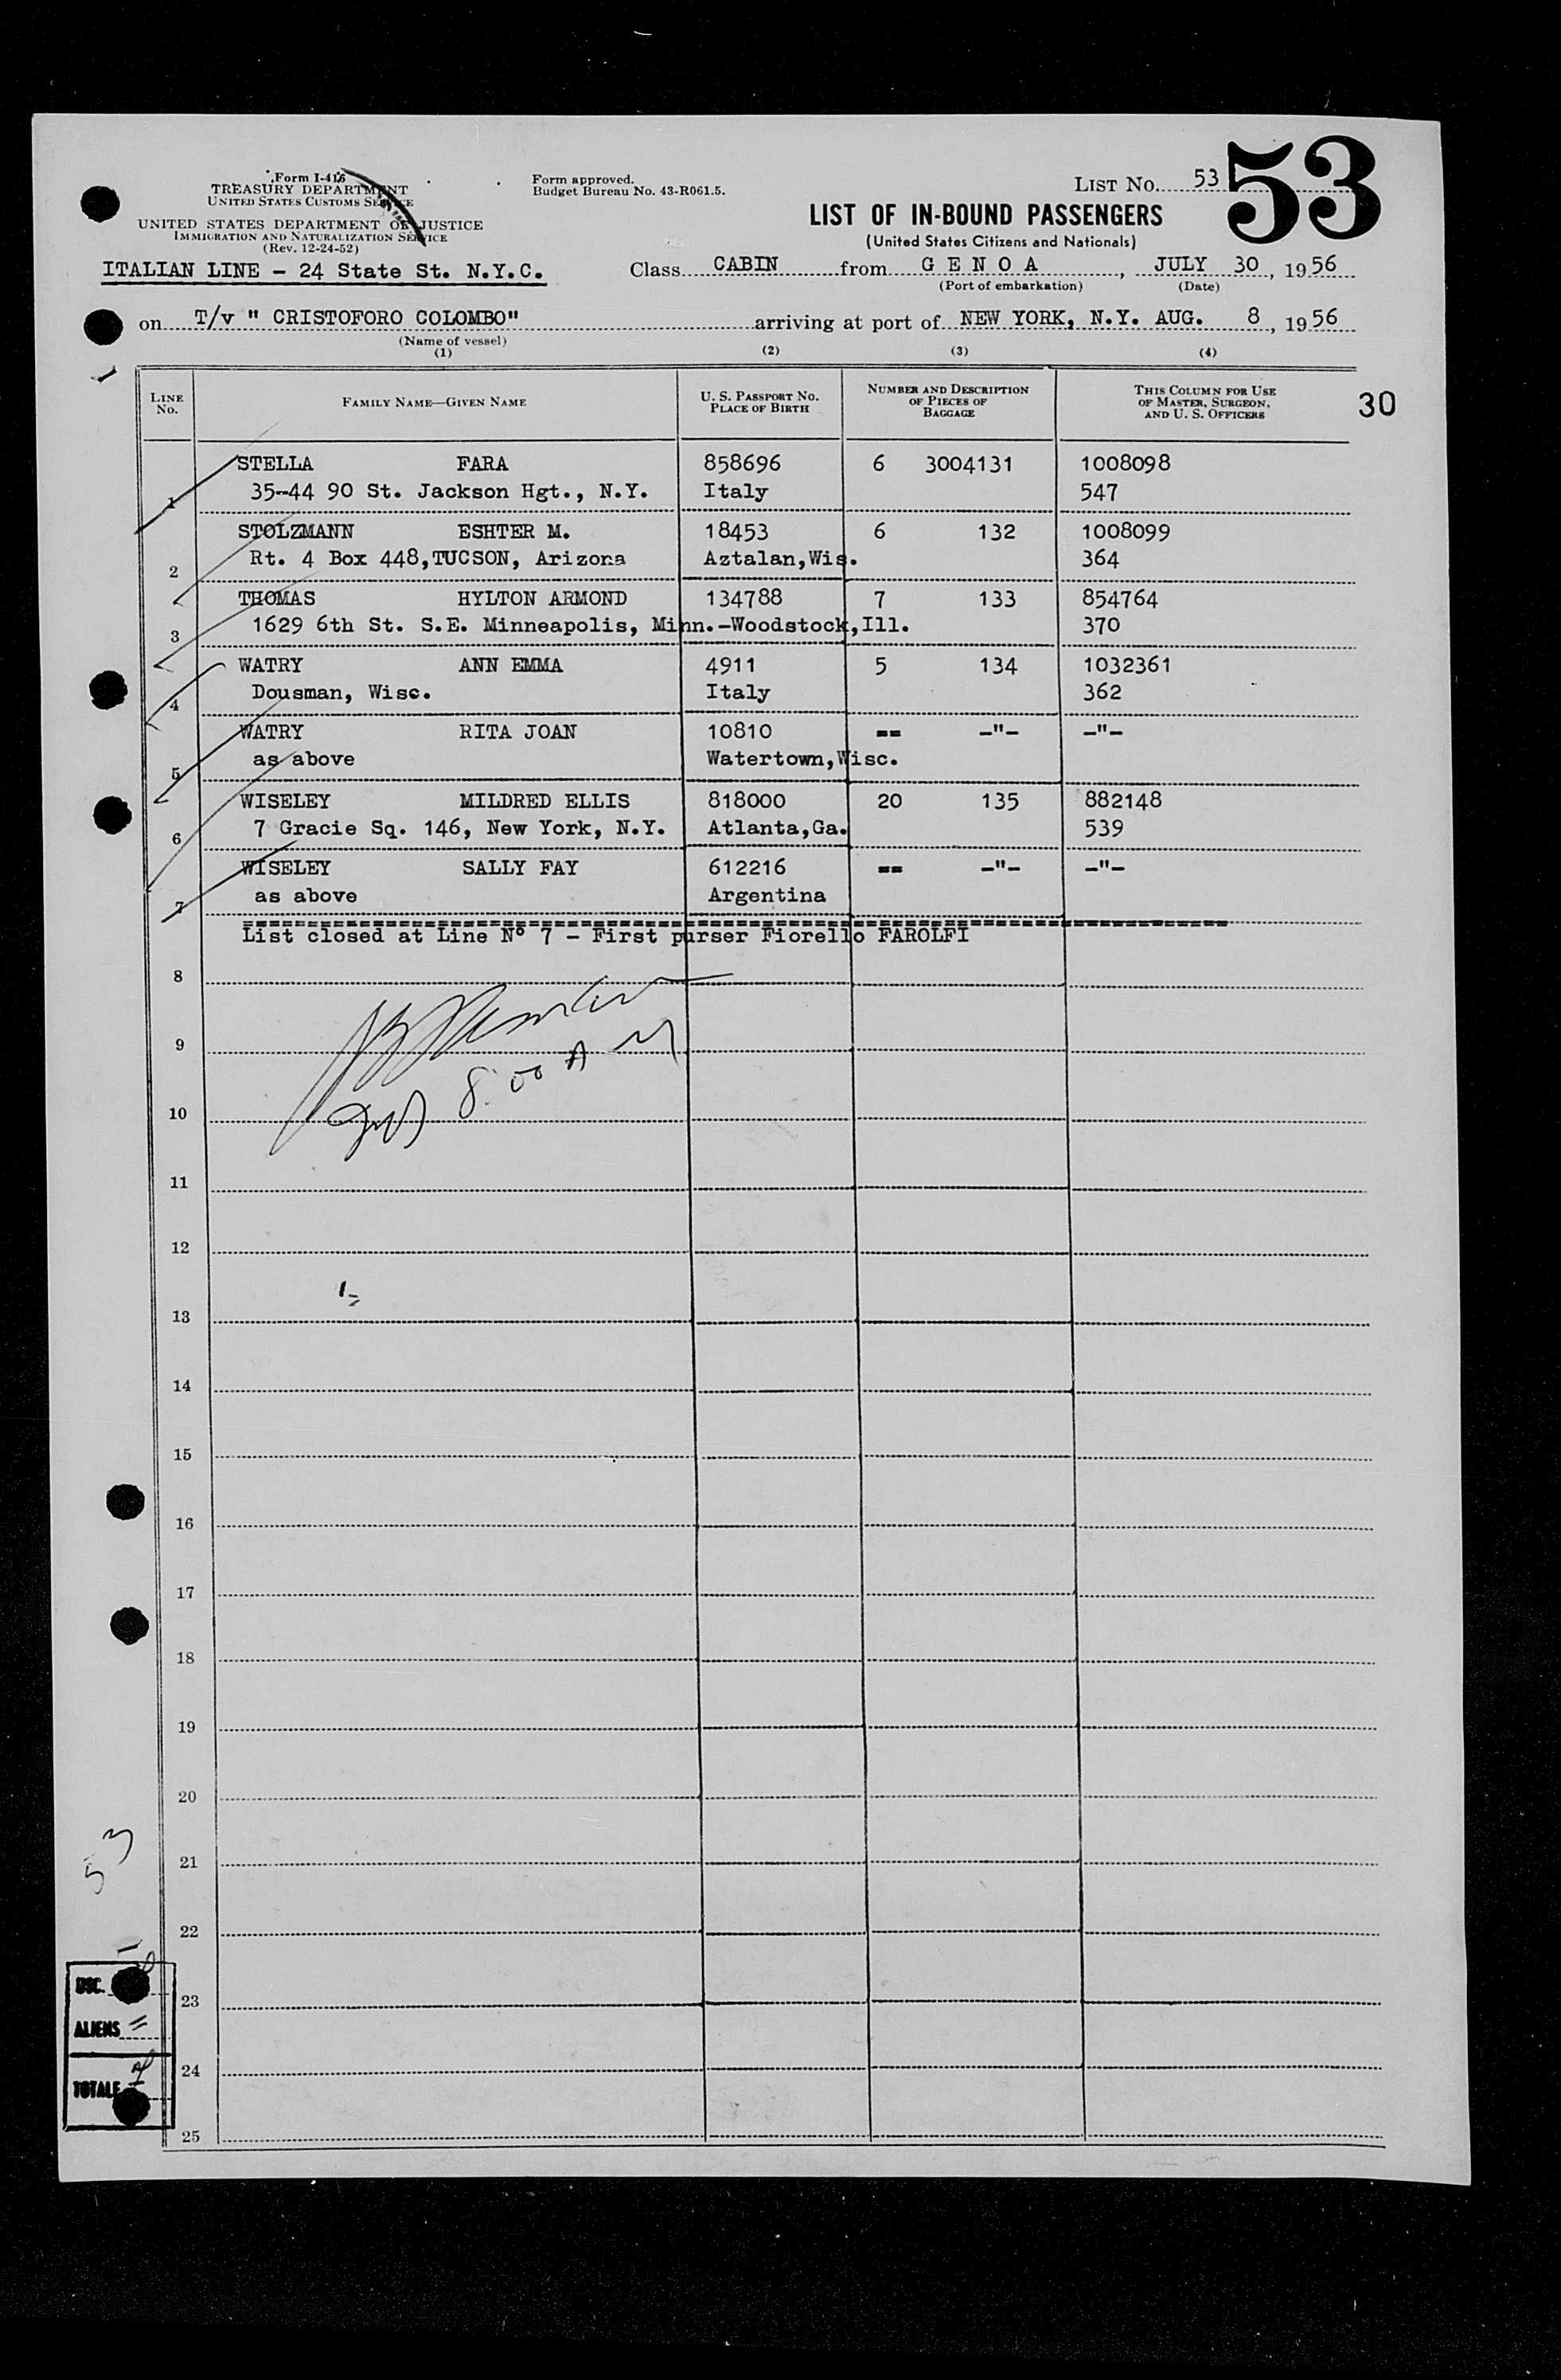 53
Form I-416
TREASURY DEPARTMENT
UNITED STATES CUSTOMS SERVICE
UNITED STATES DEPARTMENT OF JUSTICE
IMMIGRATION AND NATURALIZATION SERVICE
(Rev. 12-24-52)
Form approved.
Budget Bureau No. 43-R061.5.
LIST NO. 53
LIST OF IN-BOUND PASSENGERS
(United States Citizens and Nationals)
ITALIAN LINE - 24 State St. N.Y.C.
Class CABIN from G E N O A, JULY 30, 1956
(Port of embarkation) (Date)
on T/v " CRISTOFORO COLOMBO" arriving at port of NEW YORK, N.Y. AUG. 8, 1956
(Name of vessel)
(1) (2) (3) (4)
LINE NO. FAMILY NAME—GIVEN NAME U. S. PASSPORT NO. PLACE OF BIRTH NUMBER AND DESCRIPTION OF PIECES OF BAGGAGE THIS COLUMN FOR USE OF MASTER, SURGEON, AND U. S. OFFICERS
30
STELLA FARA 858696 6 3004131 1008098
1 35-44 90 St. Jackson Hgt., N.Y. Italy 547
STOLZMANN ESHTER M. 18453 6 132 1008099
2 Rt. 4 Box 448,TUCSON, Arizona Aztalan,Wis. 364
THOMAS HYLTON ARMOND 134788 7 133 854764
3 1629 6th St. S.E. Minneapolis, Minn.-Woodstock,Ill. 370
WATRY ANN EMMA 4911 5 134 1032361
4 Dousman, Wisc. Italy 362
WATRY RITA JOAN 10810 == -"- -"-
5 as above Watertown,Wisc.
WISELEY MILDRED ELLIS 818000 20 135 882148
6 7 Gracie Sq. 146, New York, N.Y. Atlanta,Ga. 539
WISELEY SALLY FAY 612216 == -"- -"-
7 as above Argentina
List closed at Line Nº 7 - First purser Fiorello FAROLFI
8
9
8:00 A M
10
11
12
13
14
15
16
17
18
19
20
21
53
22
USC.
23
ALIENS =
24
TOTALE 7
25